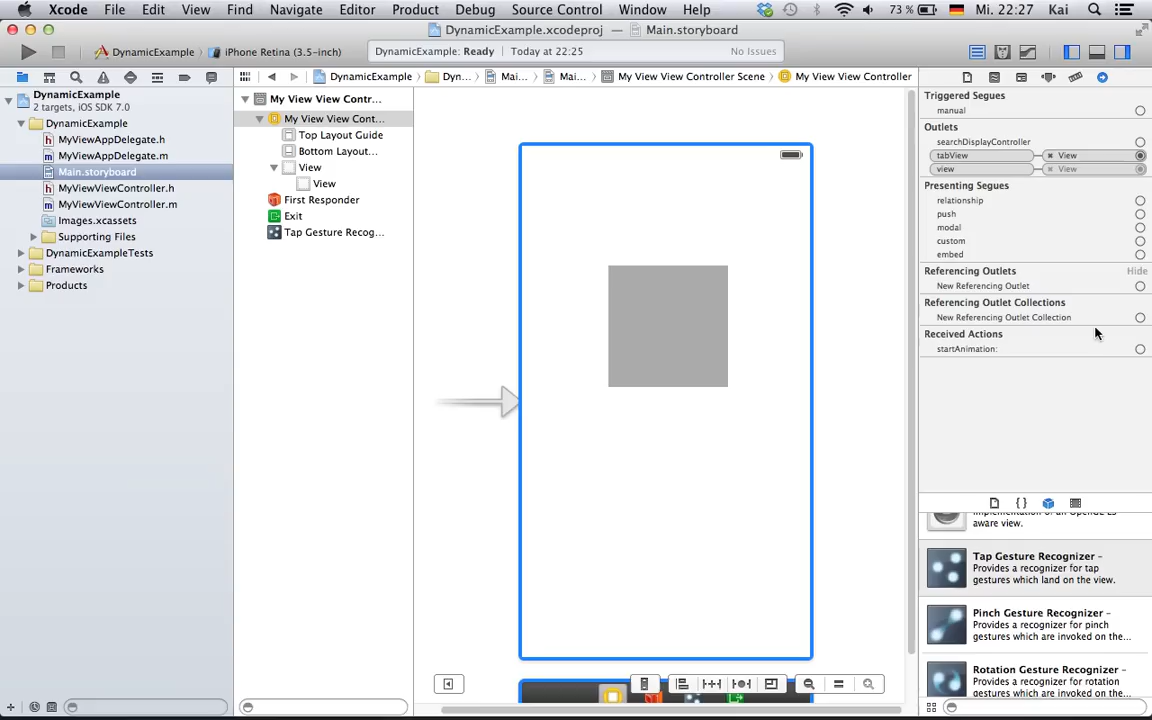 Xcode File Edit View Find Navigate Editor Product Debug Source Control Window Help 73 % Mi. 22:27 Kai
DynamicExample.xcodeproj — Main.storyboard
DynamicExample iPhone Retina (3.5-inch) DynamicExample: Ready Today at 22:25 No Issues
DynamicExample Dyn... Mai... Mai... My View View Controller Scene My View View Controller
DynamicExample
2 targets, iOS SDK 7.0
DynamicExample
MyViewAppDelegate.h
MyViewAppDelegate.m
Main.storyboard
MyViewViewController.h
MyViewViewController.m
Images.xcassets
Supporting Files
DynamicExampleTests
Frameworks
Products
My View View Contr...
My View View Cont...
Top Layout Guide
Bottom Layout...
View
View
First Responder
Exit
Tap Gesture Recog...
Triggered Segues
manual
Outlets
searchDisplayController
tabView View
view View
Presenting Segues
relationship
push
modal
custom
embed
Referencing Outlets Hide
New Referencing Outlet
Referencing Outlet Collections
New Referencing Outlet Collection
Received Actions
startAnimation:
aware view.
Tap Gesture Recognizer –
Provides a recognizer for tap
gestures which land on the view.
Pinch Gesture Recognizer –
Provides a recognizer for pinch
gestures which are invoked on the...
Rotation Gesture Recognizer –
Provides a recognizer for rotation
gestures which are invoked on the...